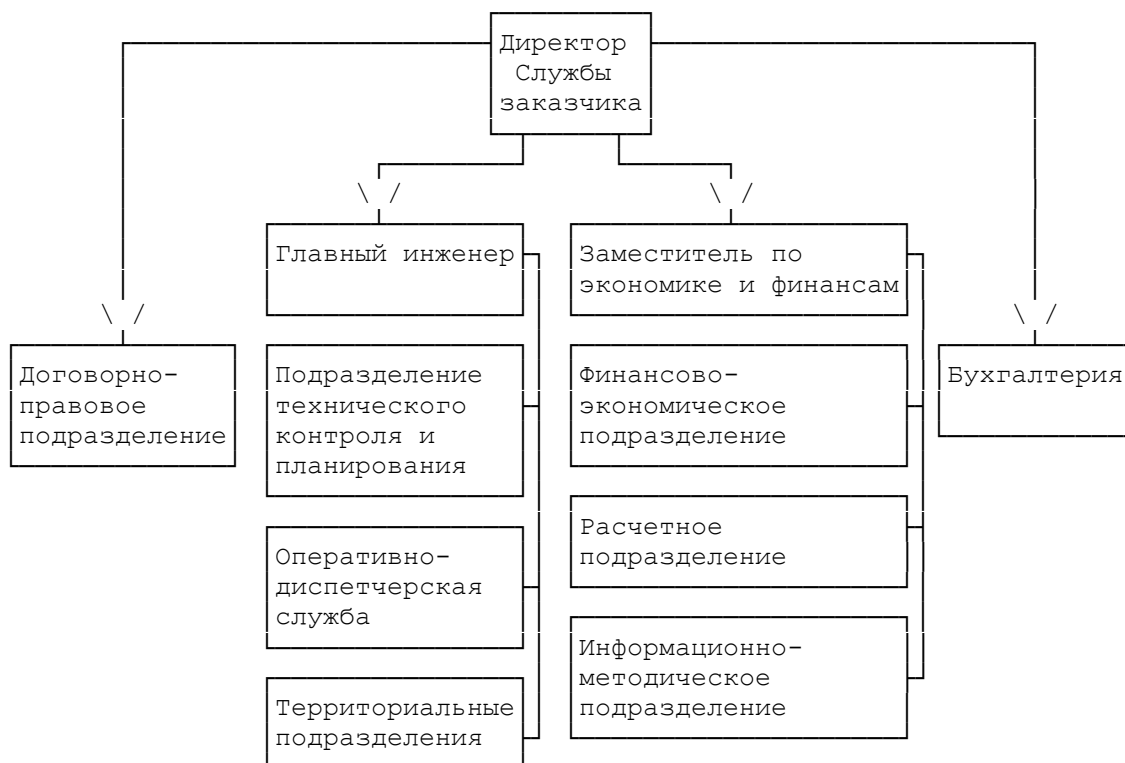 Директор
Службы
заказчика
Главный инженер
Заместитель по
экономике и финансам
Договорно-
правовое
подразделение
Подразделение
технического
контроля и
планирования
Финансово-
экономическое
подразделение
Бухгалтерия
Расчетное
подразделение
Оперативно-
диспетчерская
служба
Информационно-
методическое
подразделение
Территориальные
подразделения